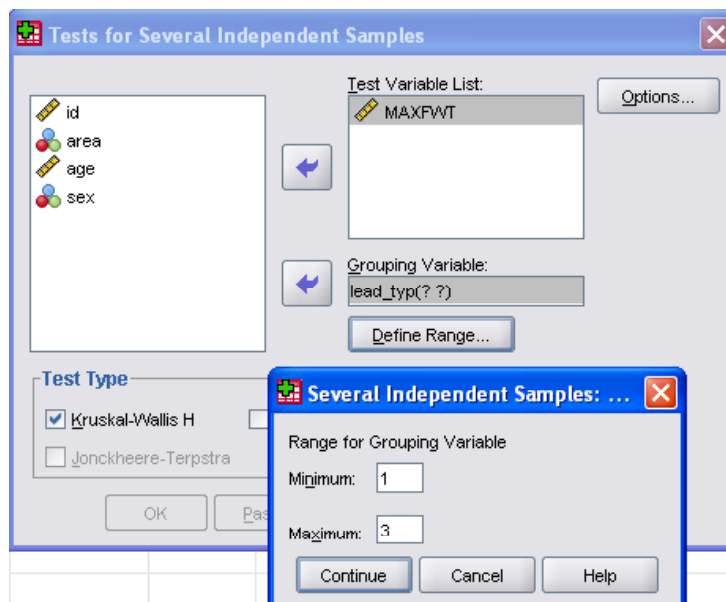 Tests for Several Independent Samples
id
area
age
sex
Test Variable List:
MAXFWT
Options...
Grouping Variable:
lead_typ(? ?)
Define Range...
Test Type
Kruskal-Wallis H
Jonckheere-Terpstra
OK
Several Independent Samples: ...
Range for Grouping Variable
Minimum: 1
Maximum: 3
Continue
Cancel
Help